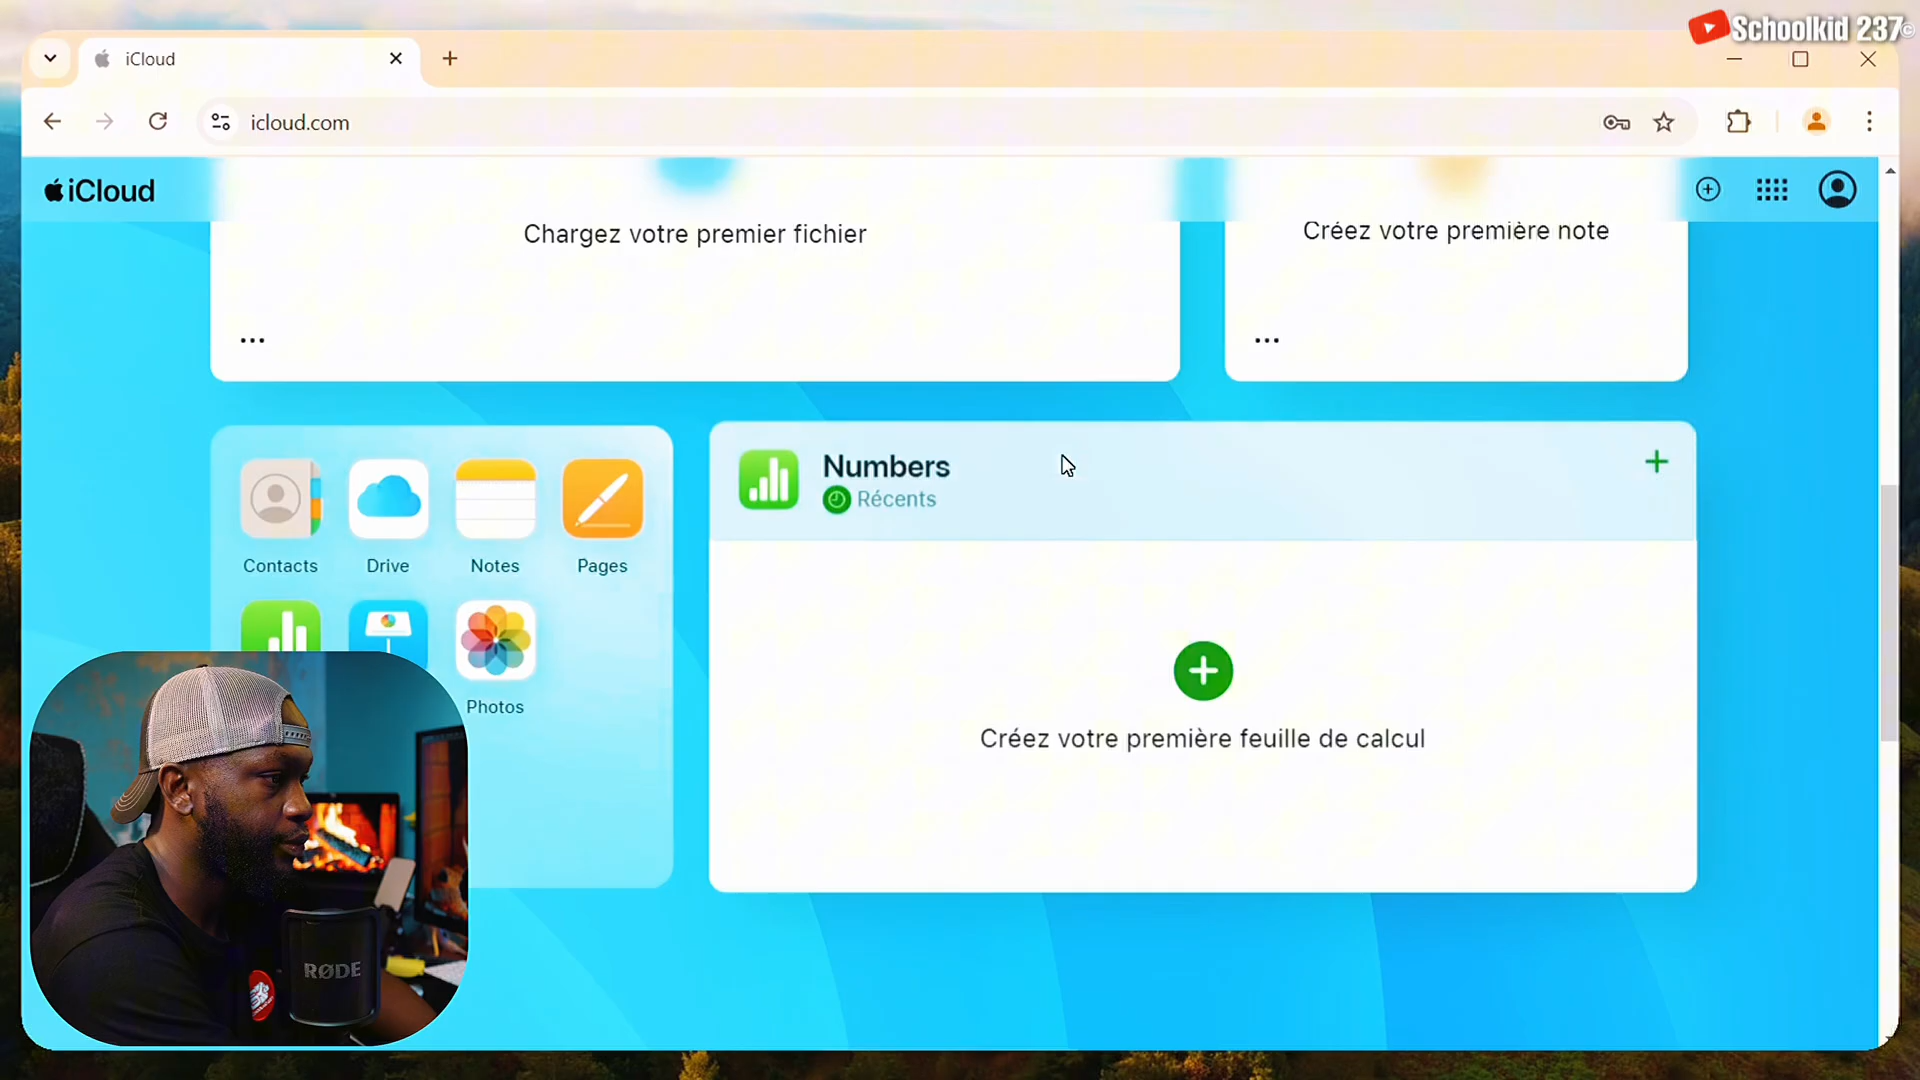 Schoolkid 237©
iCloud
icloud.com
iCloud
Chargez votre premier fichier
Créez votre première note
Contacts
Drive
Notes
Pages
Photos
Numbers
Récents
Créez votre première feuille de calcul
RØDE